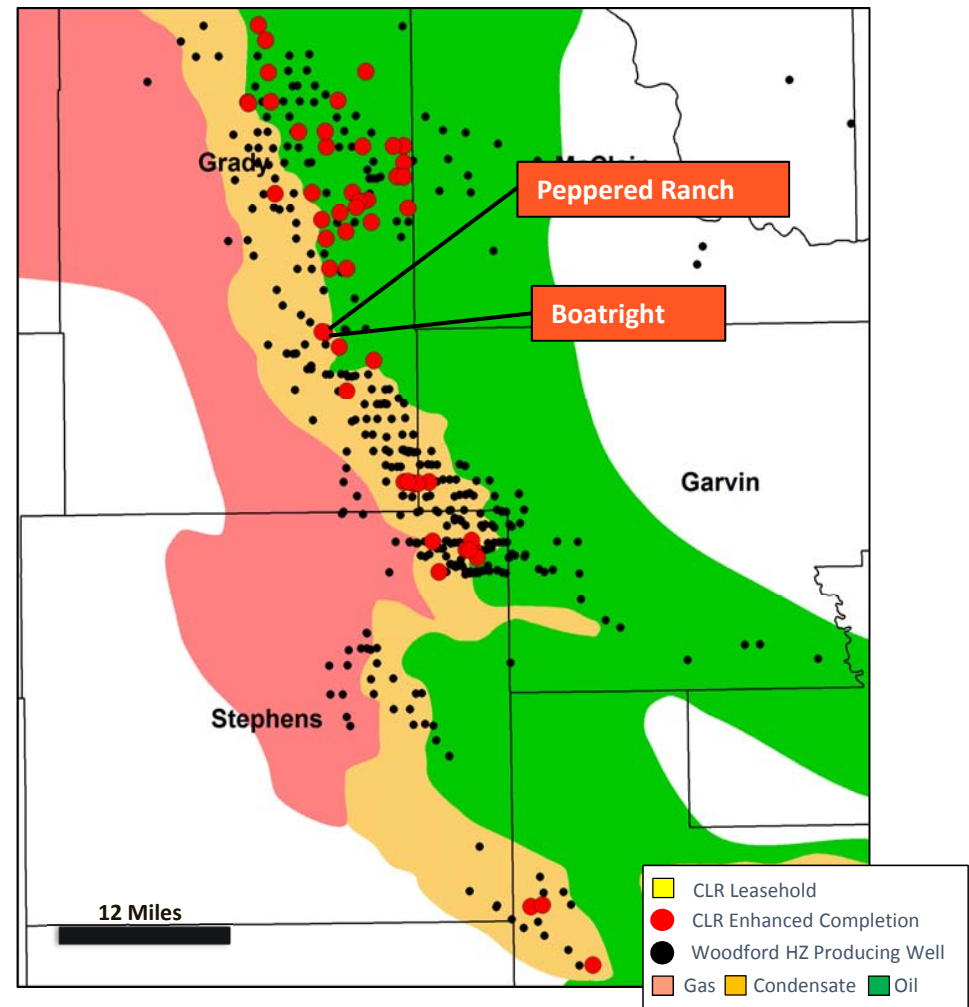 Grady
McClain
Peppered Ranch
Boatright
Garvin
Stephens
12 Miles
CLR Leasehold
CLR Enhanced Completion
Woodford HZ Producing Well
Gas Condensate Oil